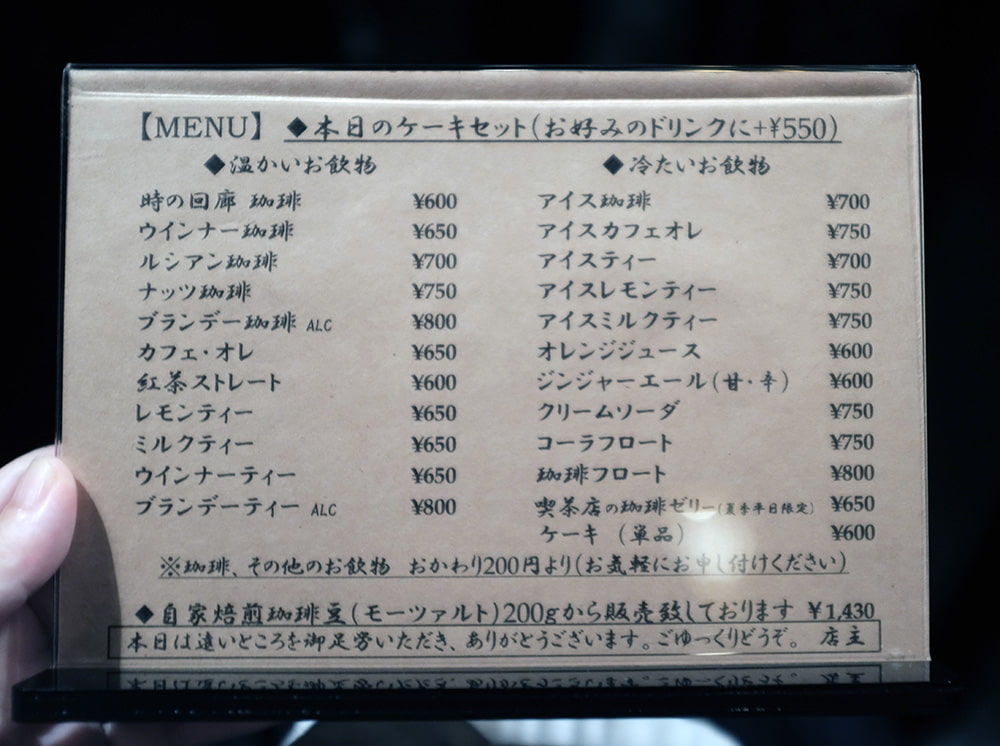 【MENU】 ◆本日のケーキセット(お好みのドリンクに+¥550)
◆温かいお飲物
時の回廊 珈琲 ¥600
ウインナー珈琲 ¥650
ルシアン珈琲 ¥700
ナッツ珈琲 ¥750
ブランデー珈琲 ALC ¥800
カフェ・オレ ¥650
紅茶ストレート ¥600
レモンティー ¥650
ミルクティー ¥650
ウインナーティー ¥650
ブランデーティー ALC ¥800
◆冷たいお飲物
アイス珈琲 ¥700
アイスカフェオレ ¥750
アイスティー ¥700
アイスレモンティー ¥750
アイスミルクティー ¥750
オレンジジュース ¥600
ジンジャーエール(甘・辛) ¥600
クリームソーダ ¥750
コーラフロート ¥750
珈琲フロート ¥800
喫茶店の珈琲ゼリー(夏季平日限定) ¥650
ケーキ (単品) ¥600
※珈琲、その他のお飲物 おかわり200円より(お気軽にお申し付けください)
◆自家焙煎珈琲豆(モーツァルト)200gから販売致しております ¥1,430
本日は遠いところを御足労いただき、ありがとうございます。ごゆっくりどうぞ。 店主